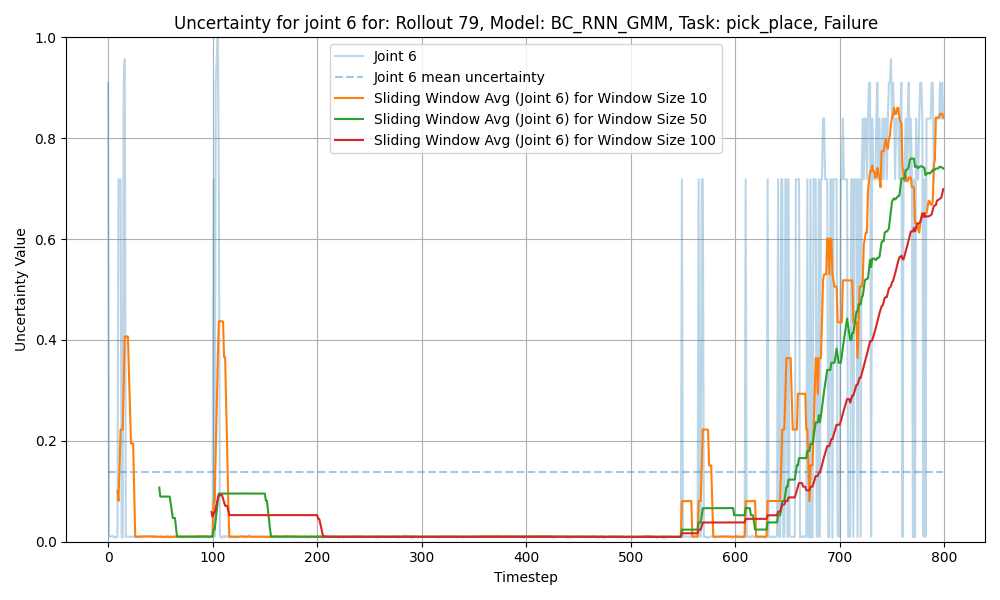 Uncertainty for joint 6 for: Rollout 79, Model: BC_RNN_GMM, Task: pick_place, Failure
Joint 6
Joint 6 mean uncertainty
Sliding Window Avg (Joint 6) for Window Size 10
Sliding Window Avg (Joint 6) for Window Size 50
Sliding Window Avg (Joint 6) for Window Size 100
Uncertainty Value
1.0
0.8
0.6
0.4
0.2
0.0
0 100 200 300 400 500 600 700 800
Timestep